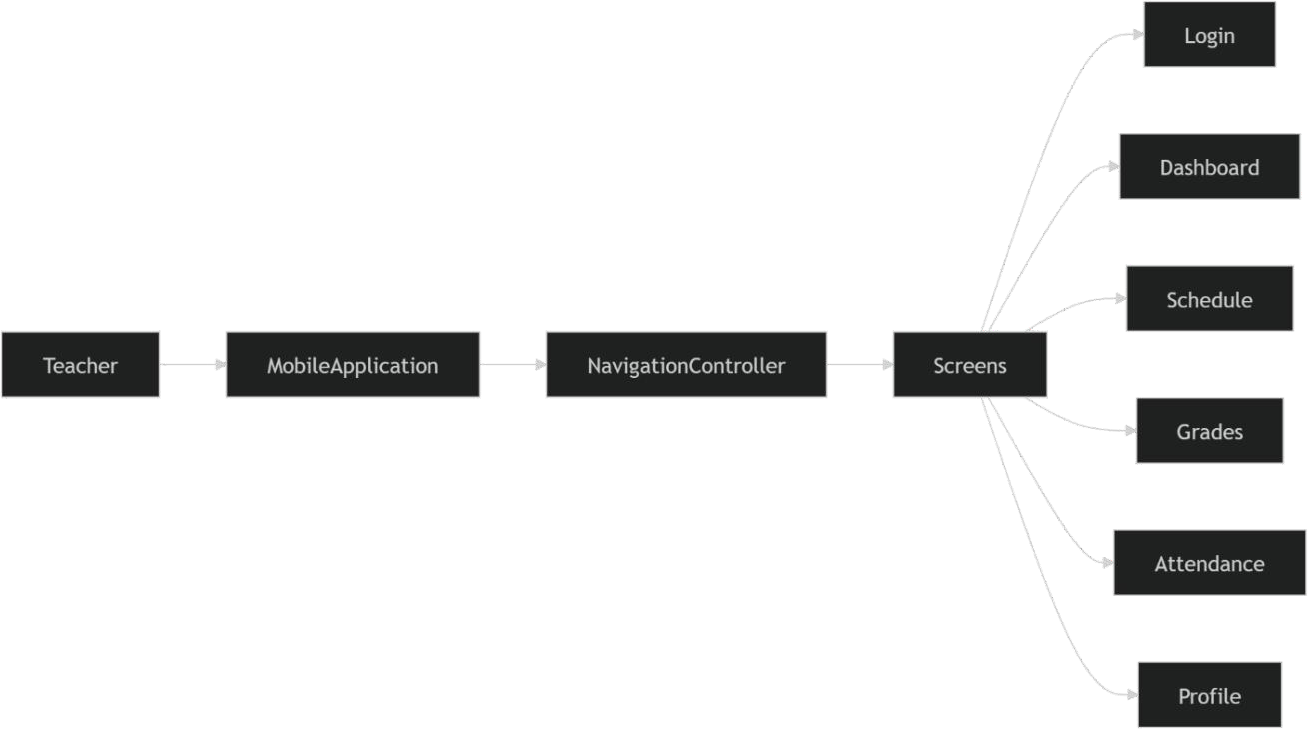 Login
Dashboard
Schedule
Teacher
MobileApplication
NavigationController
Screens
Grades
Attendance
Profile